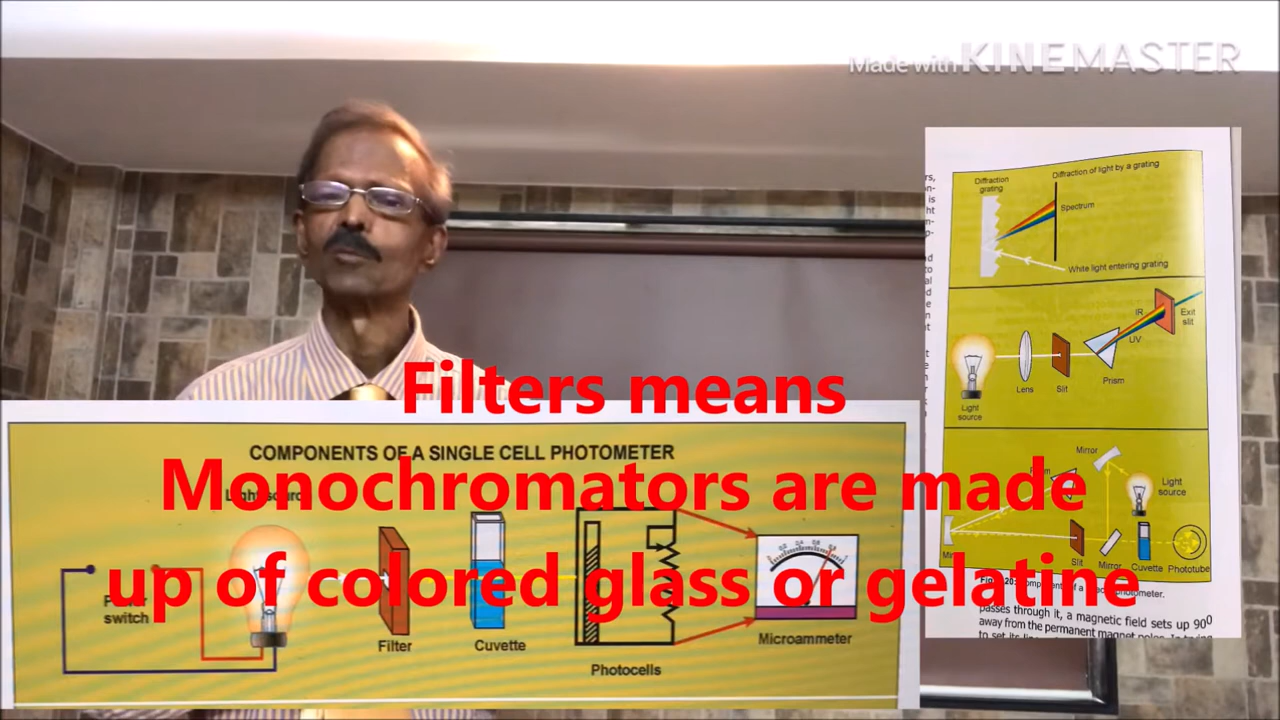 Made with KINEMASTER
Diffraction
grating
Diffraction of light by a grating
Spectrum
White light entering grating
IR
Exit
slit
UV
Lens
Slit
Prism
Light
source
Mirror
Light
source
Slit
Mirror
Cuvette
Phototube
passes through it, a magnetic field sets up 90⁰
away from the permanent magnet
Filters means
COMPONENTS OF A SINGLE CELL PHOTOMETER
Monochromators are made
up of colored glass or gelatine
switch
Filter
Cuvette
Photocells
Microammeter